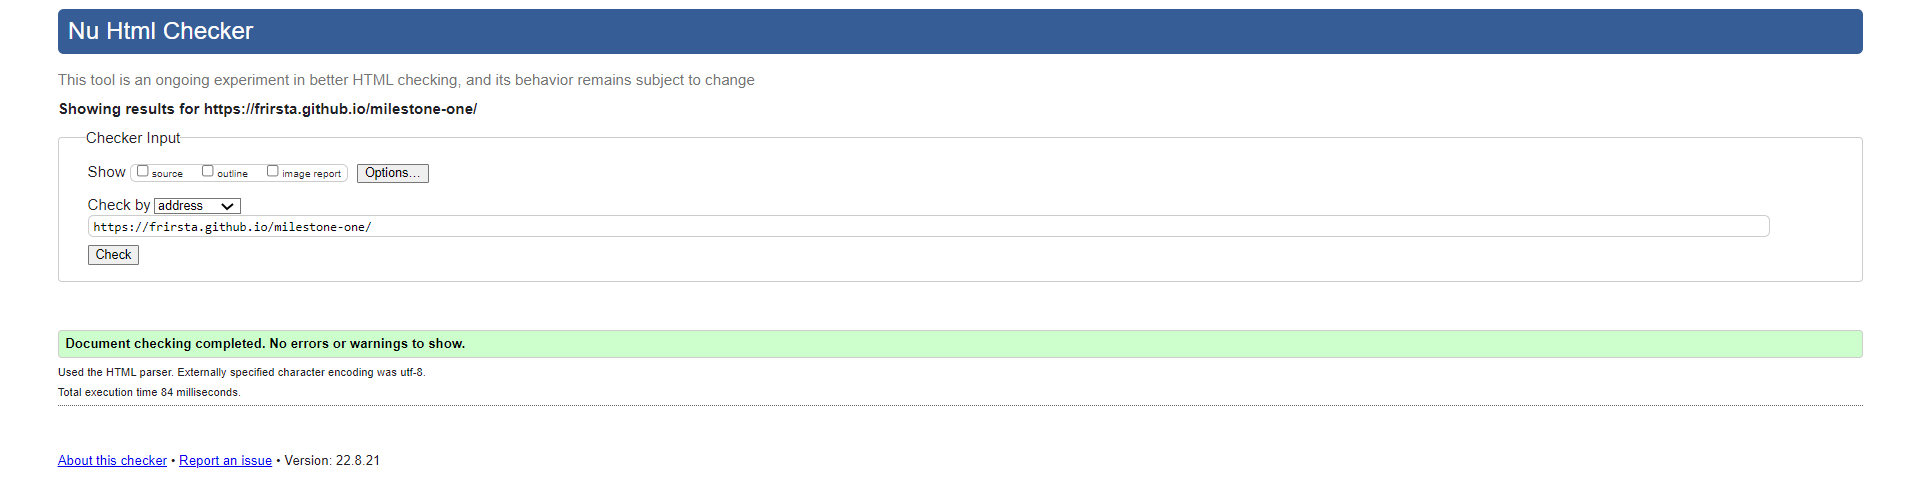 Nu Html Checker
This tool is an ongoing experiment in better HTML checking, and its behavior remains subject to change
Showing results for https://frirsta.github.io/milestone-one/
Checker Input
Show source outline image report Options...
Check by address
https://frirsta.github.io/milestone-one/
Check
Document checking completed. No errors or warnings to show.
Used the HTML parser. Externally specified character encoding was utf-8.
Total execution time 84 milliseconds.
About this checker • Report an issue • Version: 22.8.21